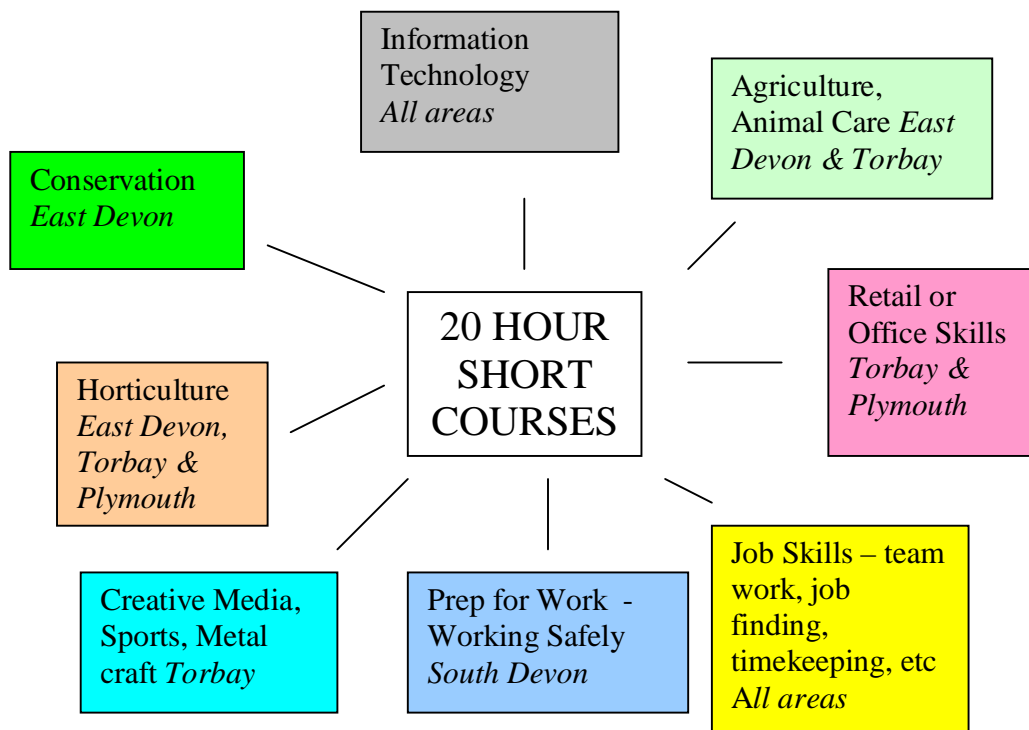 Information
Technology
All areas
Agriculture,
Animal Care East
Devon & Torbay
Conservation
East Devon
20 HOUR
SHORT
COURSES
Retail or
Office Skills
Torbay &
Plymouth
Horticulture
East Devon,
Torbay &
Plymouth
Creative Media,
Sports, Metal
craft Torbay
Prep for Work -
Working Safely
South Devon
Job Skills – team
work, job
finding,
timekeeping, etc
All areas